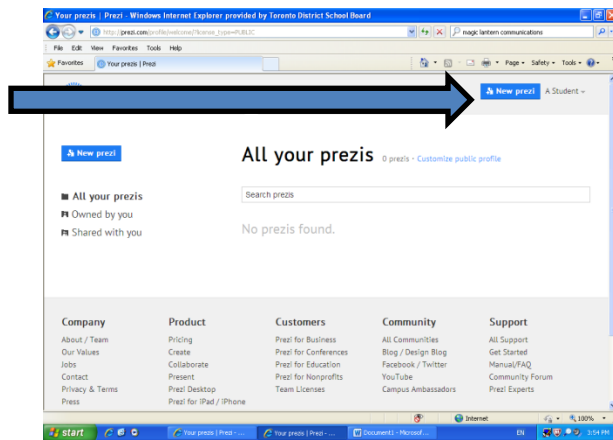 Your prezis | Prezi - Windows Internet Explorer provided by Toronto District School Board
http://prezi.com/profile/welcome/?license_type=PUBLIC
magic lantern communications
File Edit View Favorites Tools Help
Favorites Your prezis | Prezi Page Safety Tools
New prezi A Student
New prezi
All your prezis 0 prezis - Customize public profile
All your prezis
Owned by you
Shared with you
Search prezis
No prezis found.
Company Product Customers Community Support
About / Team Pricing Prezi for Business All Communities All Support
Our Values Create Prezi for Conferences Blog / Design Blog Get Started
Jobs Collaborate Prezi for Education Facebook / Twitter Manual/FAQ
Contact Present Prezi for Nonprofits YouTube Community Forum
Privacy & Terms Prezi Desktop Team Licenses Campus Ambassadors Prezi Experts
Press Prezi for iPad / iPhone
Internet 100%
start Your prezis | Prezi - ... Your prezis | Prezi - ... Document1 - Microsof... EN 3:54 PM